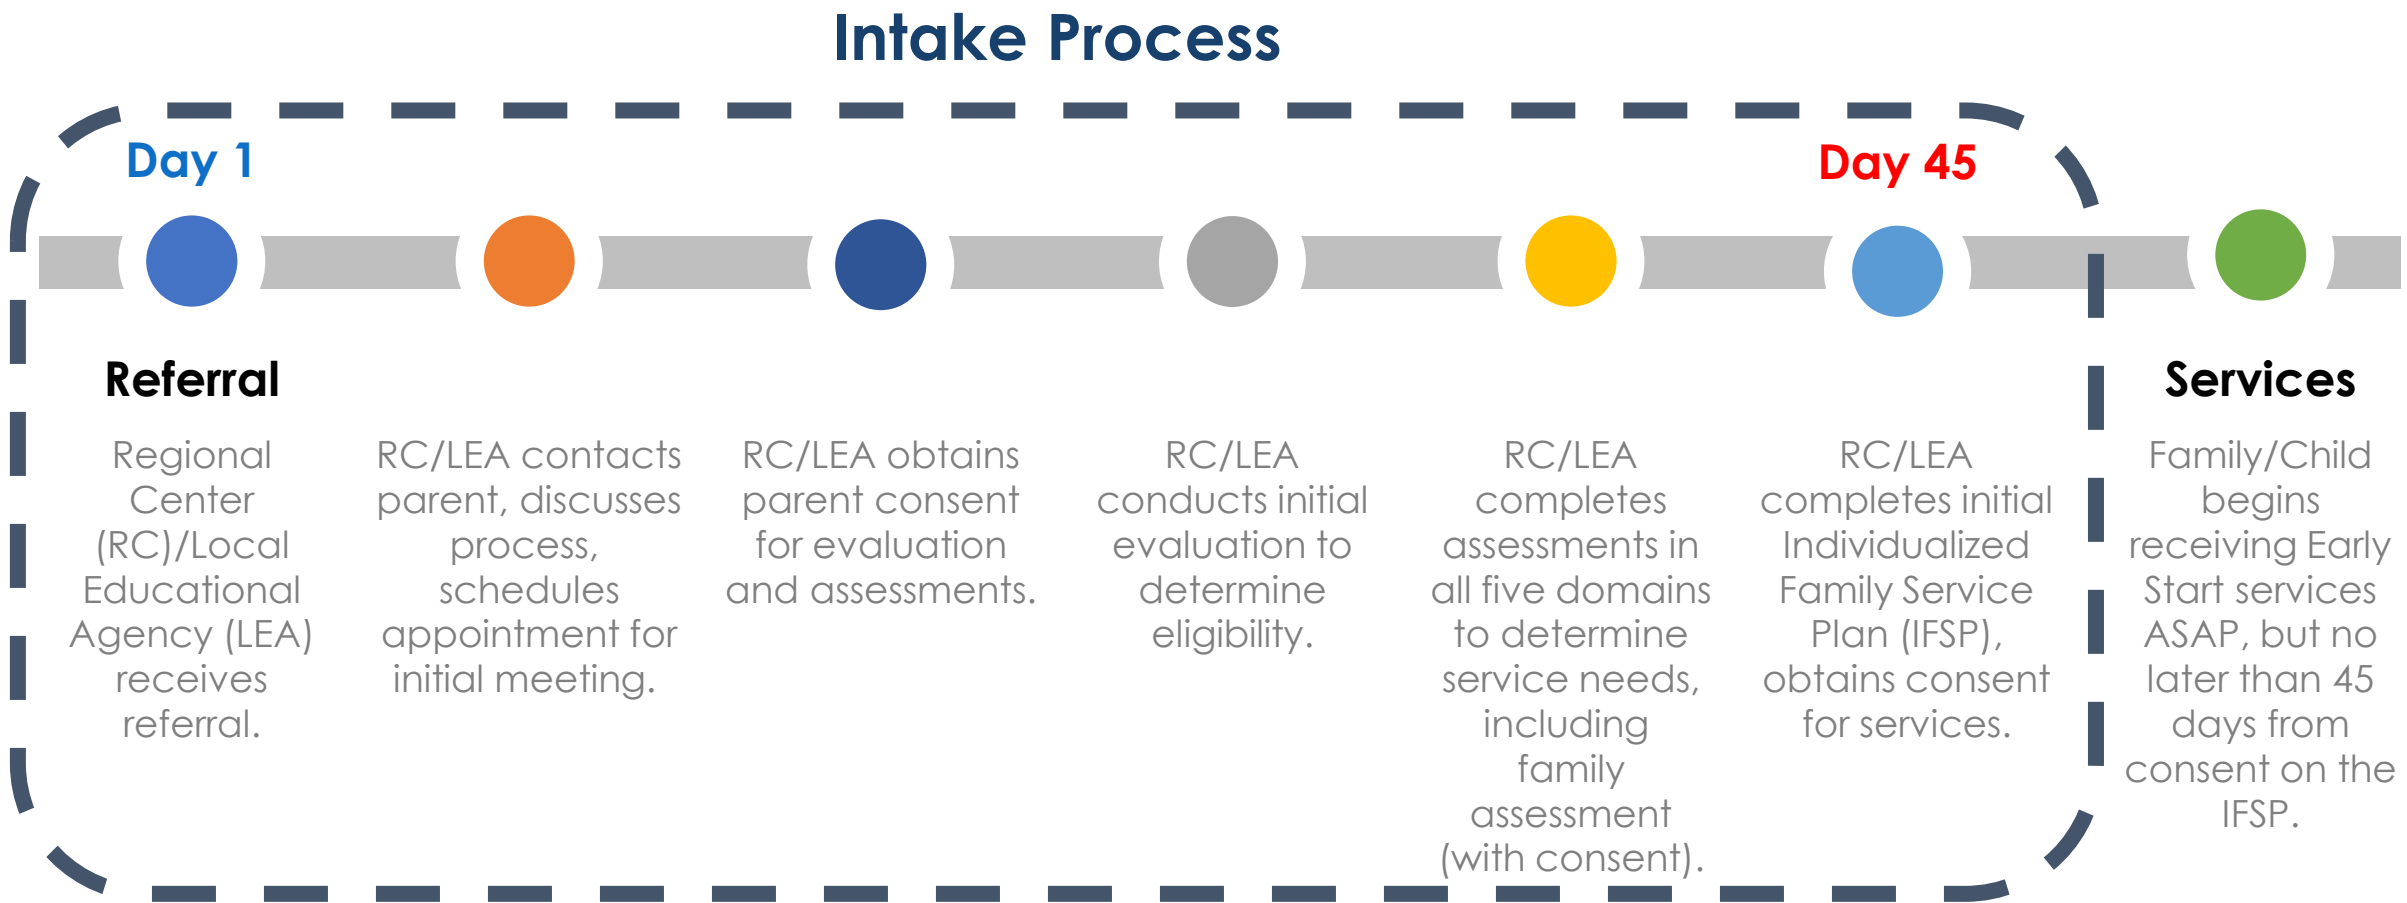 Intake Process
Day 1
Day 45
Referral
Regional
Center
(RC)/Local
Educational
Agency (LEA)
receives
referral.
RC/LEA contacts
parent, discusses
process,
schedules
appointment for
initial meeting.
RC/LEA obtains
parent consent
for evaluation
and assessments.
RC/LEA
conducts initial
evaluation to
determine
eligibility.
RC/LEA
completes
assessments in
all five domains
to determine
service needs,
including
family
assessment
(with consent).
RC/LEA
completes initial
Individualized
Family Service
Plan (IFSP),
obtains consent
for services.
Services
Family/Child
begins
receiving Early
Start services
ASAP, but no
later than 45
days from
consent on the
IFSP.